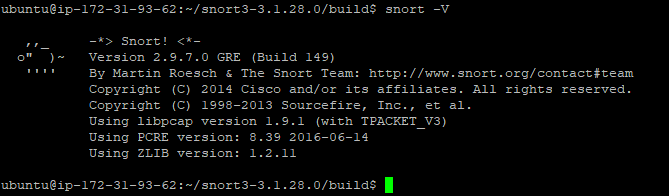 ubuntu@ip-172-31-93-62:~/snort3-3.1.28.0/build$ snort -V
,,_ -*> Snort! <*-
o" )~ Version 2.9.7.0 GRE (Build 149)
'''' By Martin Roesch & The Snort Team: http://www.snort.org/contact#team
Copyright (C) 2014 Cisco and/or its affiliates. All rights reserved.
Copyright (C) 1998-2013 Sourcefire, Inc., et al.
Using libpcap version 1.9.1 (with TPACKET_V3)
Using PCRE version: 8.39 2016-06-14
Using ZLIB version: 1.2.11
ubuntu@ip-172-31-93-62:~/snort3-3.1.28.0/build$